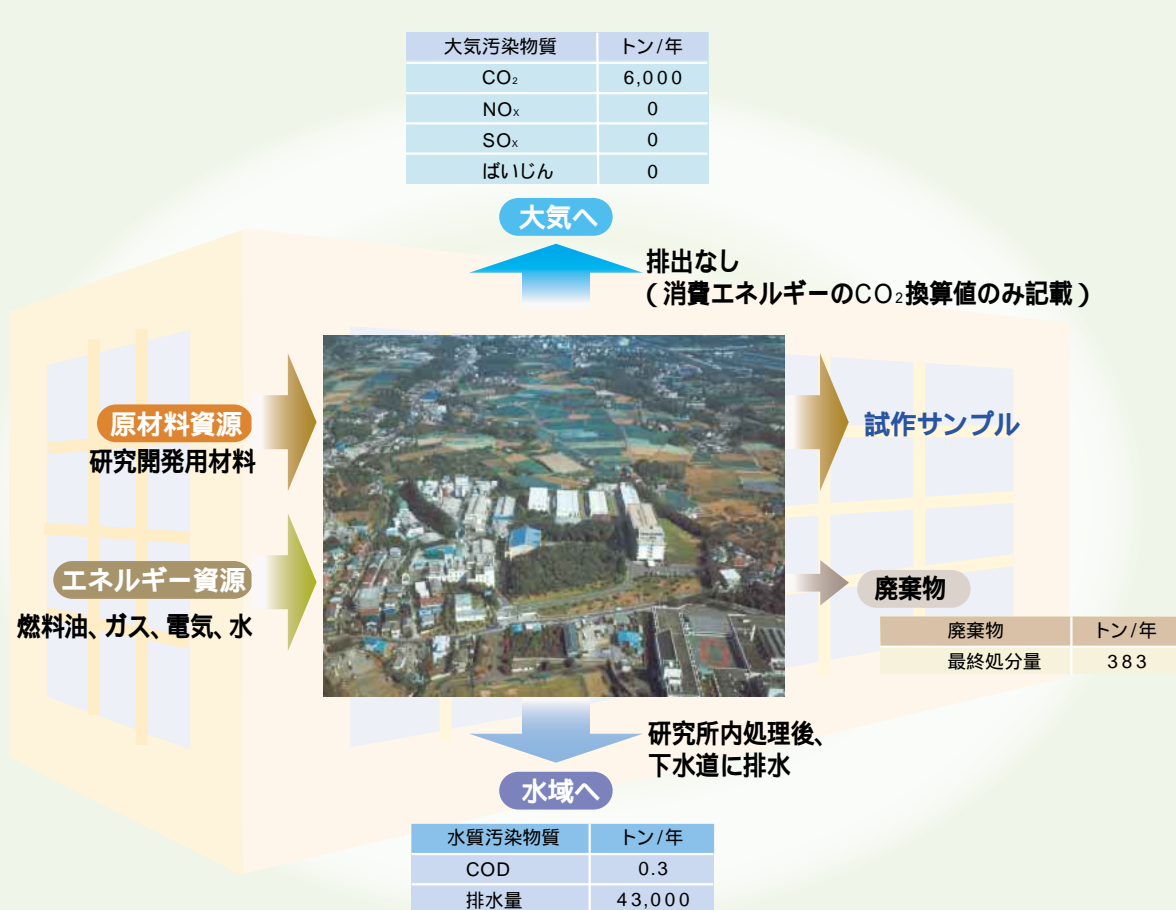 大気汚染物質 トン/年
CO₂ 6,000
NOx 0
SOx 0
ばいじん 0
大気へ
排出なし
(消費エネルギーのCO₂換算値のみ記載)
原材料資源
研究開発用材料
試作サンプル
エネルギー資源
燃料油、ガス、電気、水
廃棄物
廃棄物 トン/年
最終処分量 383
研究所内処理後、
下水道に排水
水域へ
水質汚染物質 トン/年
COD 0.3
排水量 43,000